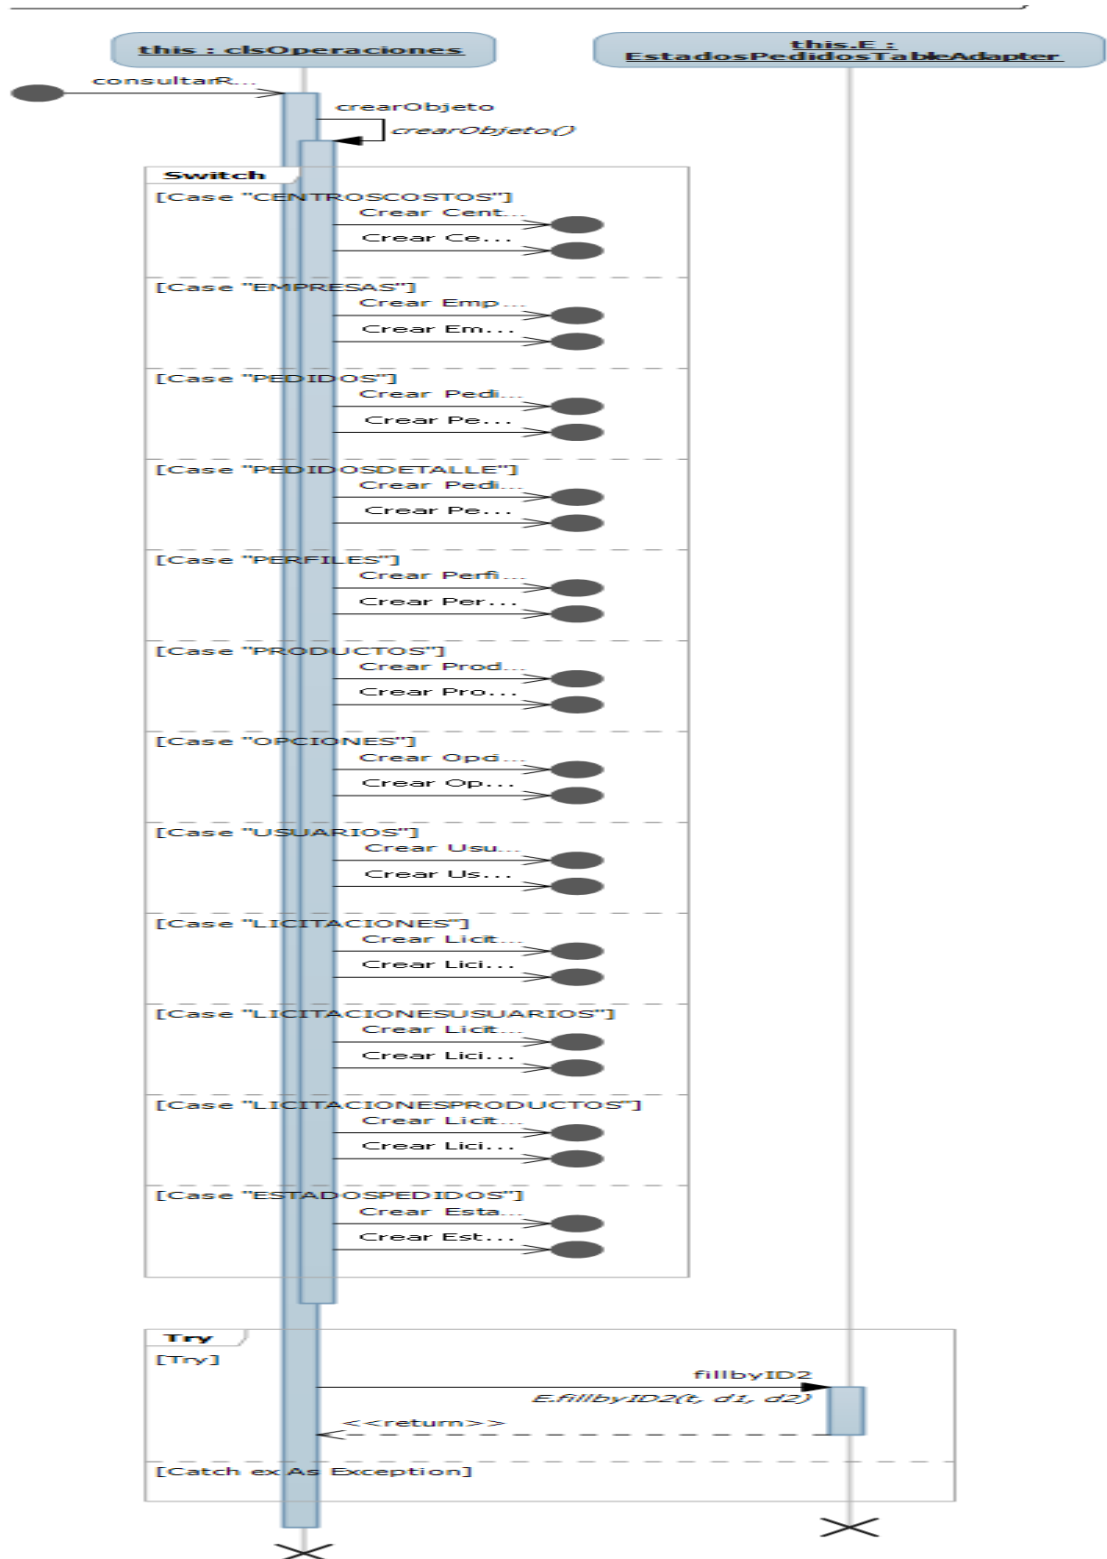 this : clsOperaciones
this.E :
EstadosPedidosTableAdapter
consultarR...
crearObjeto
crearObjeto()
Switch
[Case "CENTROSCOSTOS"]
Crear Cent...
Crear Ce...
[Case "EMPRESAS"]
Crear Emp...
Crear Em...
[Case "PEDIDOS"]
Crear Pedi...
Crear Pe...
[Case "PEDIDOSDETALLE"]
Crear Pedi...
Crear Pe...
[Case "PERFILES"]
Crear Perfi...
Crear Per...
[Case "PRODUCTOS"]
Crear Prod...
Crear Pro...
[Case "OPCIONES"]
Crear Opci...
Crear Op...
[Case "USUARIOS"]
Crear Usu...
Crear Us...
[Case "LICITACIONES"]
Crear Licit...
Crear Lici...
[Case "LICITACIONESUSUARIOS"]
Crear Licit...
Crear Lici...
[Case "LICITACIONESPRODUCTOS"]
Crear Licit...
Crear Lici...
[Case "ESTADOSPEDIDOS"]
Crear Esta...
Crear Est...
Try
[Try]
fillbyID2
E.fillbyID2(t, d1, d2)
<<return>>
[Catch ex As Exception]